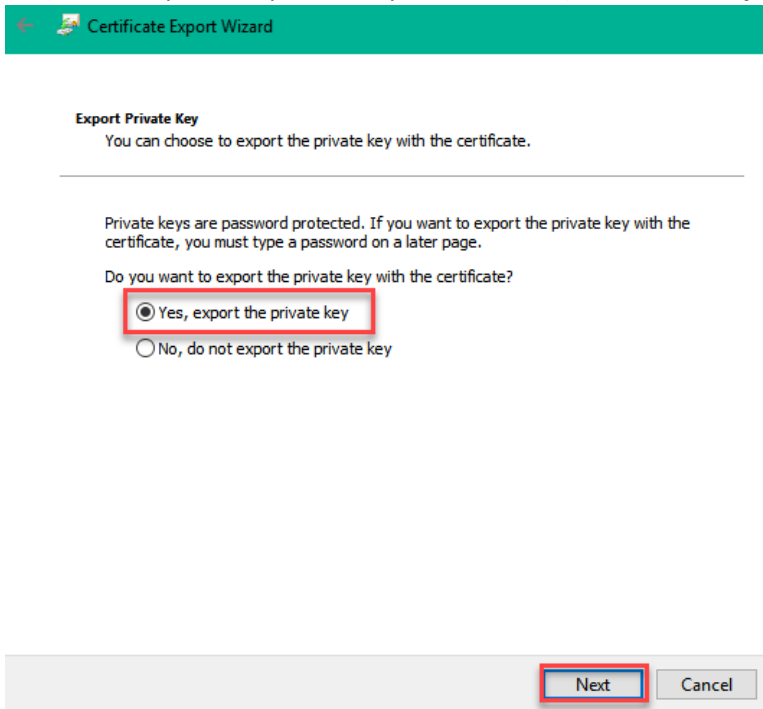 Certificate Export Wizard
Export Private Key
You can choose to export the private key with the certificate.
Private keys are password protected. If you want to export the private key with the
certificate, you must type a password on a later page.
Do you want to export the private key with the certificate?
Yes, export the private key
No, do not export the private key
Next
Cancel